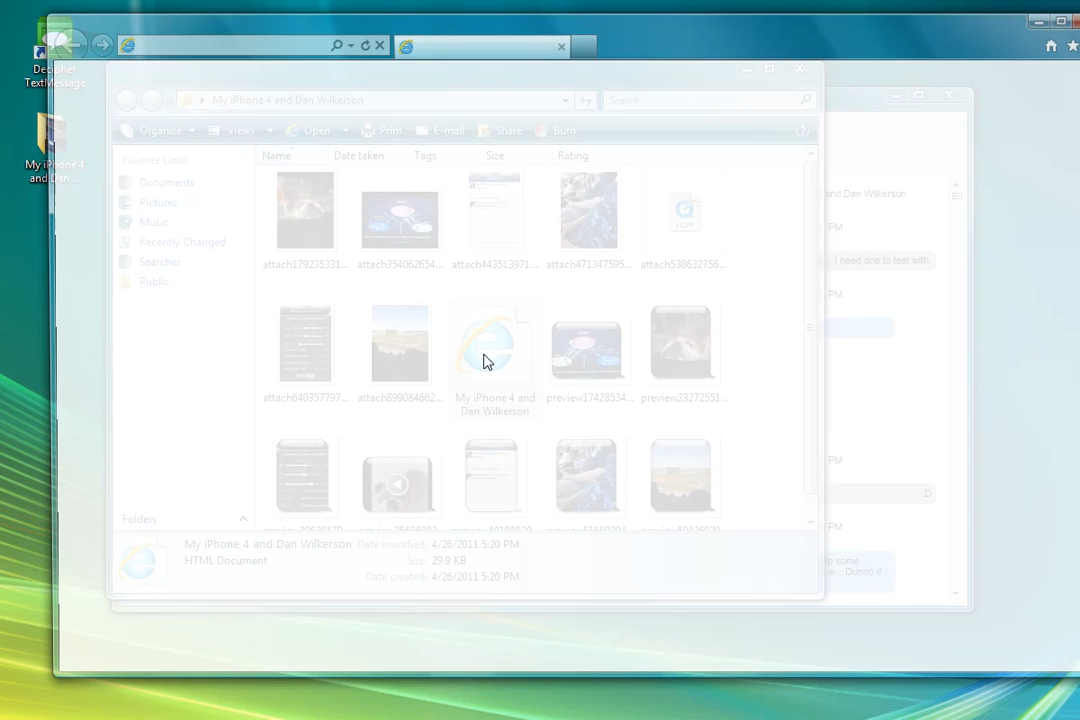 Decipher
TextMessage
My iPhone 4
and Dan ...
My iPhone 4 and Dan Wilkerson
Search
Organize Views Open Print E-mail Share Burn
Favorite Links
Documents
Pictures
Music
Recently Changed
Searches
Public
Folders
Name Date taken Tags Size Rating
attach179235331... attach354062654... attach443513971... attach471347595... attach538632756...
attach640357797... attach899084662... My iPhone 4 and
Dan Wilkerson
preview17428534... preview23272551...
My iPhone 4 and Dan Wilkerson Date modified: 4/26/2011 5:20 PM
HTML Document Size: 29.9 KB
Date created: 4/26/2011 5:20 PM
and Dan Wilkerson
PM
... I need one to test with.
PM
PM
:D
PM
some
... Dunno if